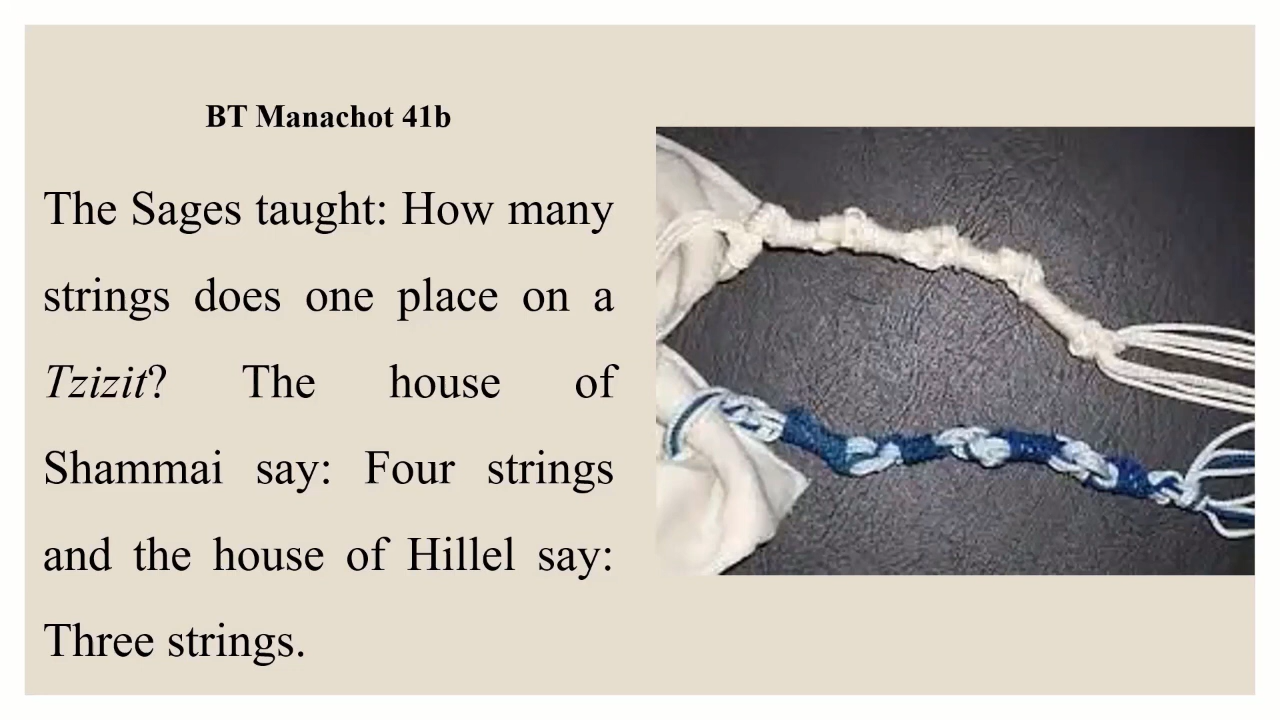 BT Manachot 41b
The Sages taught: How many
strings does one place on a
Tzizit? The house of
Shammai say: Four strings
and the house of Hillel say:
Three strings.